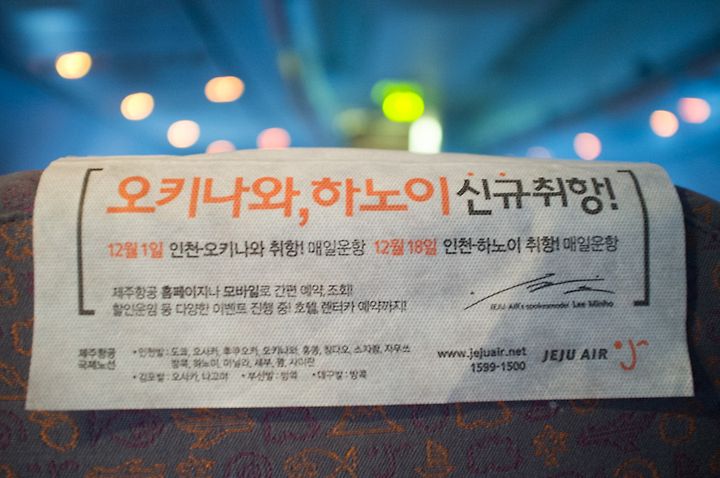 [오키나와, 하노이 신규취항!]
12월 1일 인천-오키나와 취항! 매일운항 12월 18일 인천-하노이 취항! 매일운항
제주항공 홈페이지나 모바일로 간편 예약, 조회!
할인운임 등 다양한 이벤트 진행 중! 호텔, 렌터카 예약까지!
JEJU AIR's spokesmodel Lee Minho
제주항공 국제노선
• 인천발 : 도쿄, 오사카, 후쿠오카, 오키나와, 홍콩, 칭다오, 스자좡, 자무쓰
방콕, 하노이, 마닐라, 세부, 괌, 사이판
• 김포발 : 오사카, 나고야 • 부산발 : 방콕 • 대구발 : 방콕
www.jejuair.net
1599-1500
JEJU AIR